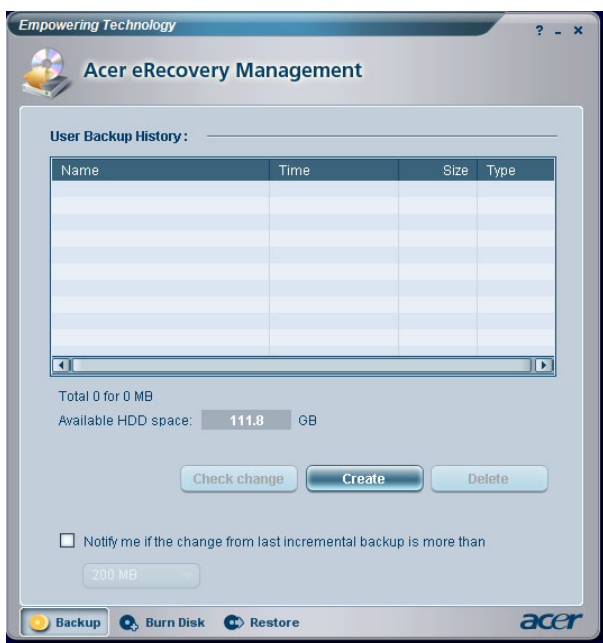 Empowering Technology
? - x
Acer eRecovery Management
User Backup History :
Name Time Size Type
Total 0 for 0 MB
Available HDD space: 111.8 GB
Check change Create Delete
Notify me if the change from last incremental backup is more than
200 MB
Backup Burn Disk Restore acer